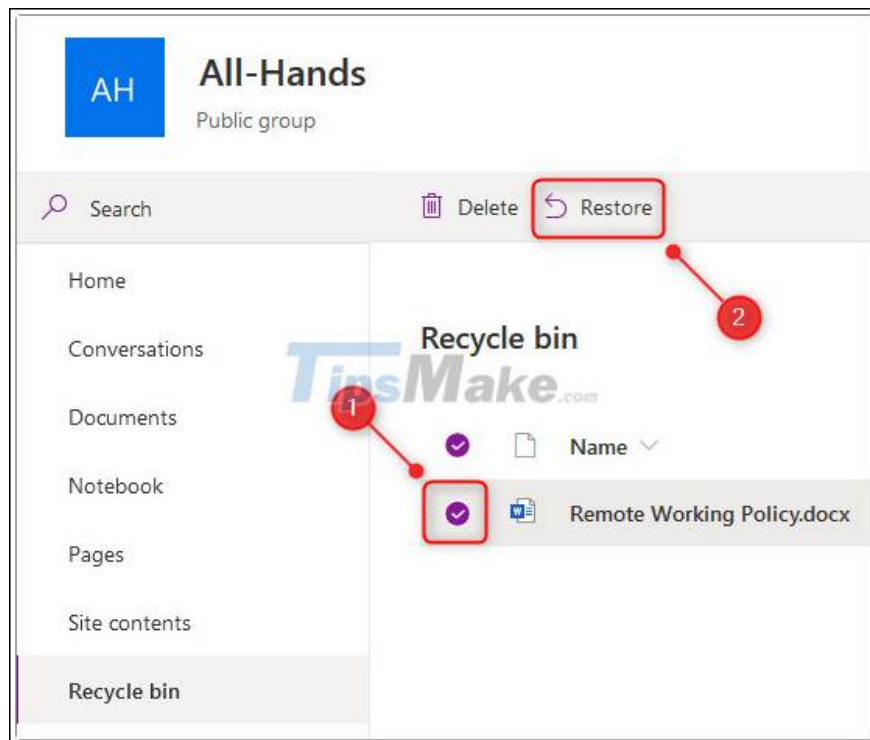 AH
All-Hands
Public group
Search
Delete
Restore
Home
Conversations
Documents
Notebook
Pages
Site contents
Recycle bin
2
Recycle bin
TipsMake.com
1
Name
Remote Working Policy.docx